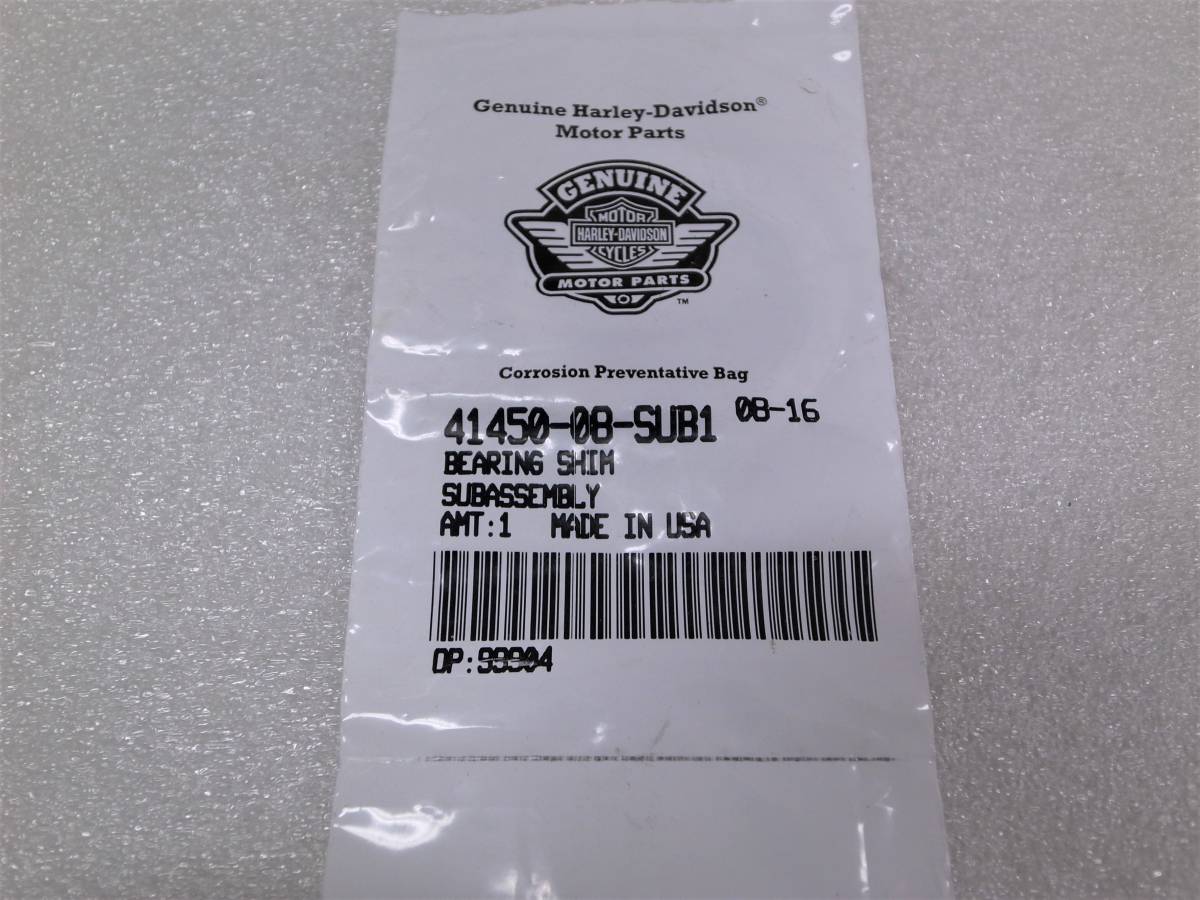 Genuine Harley-Davidson®
Motor Parts
GENUINE
MOTOR
HARLEY-DAVIDSON
CYCLES
MOTOR PARTS
™
Corrosion Preventative Bag
41450-08-SUB1 08-16
BEARING SHIM
SUBASSEMBLY
AMT:1 MADE IN USA
OP:99904